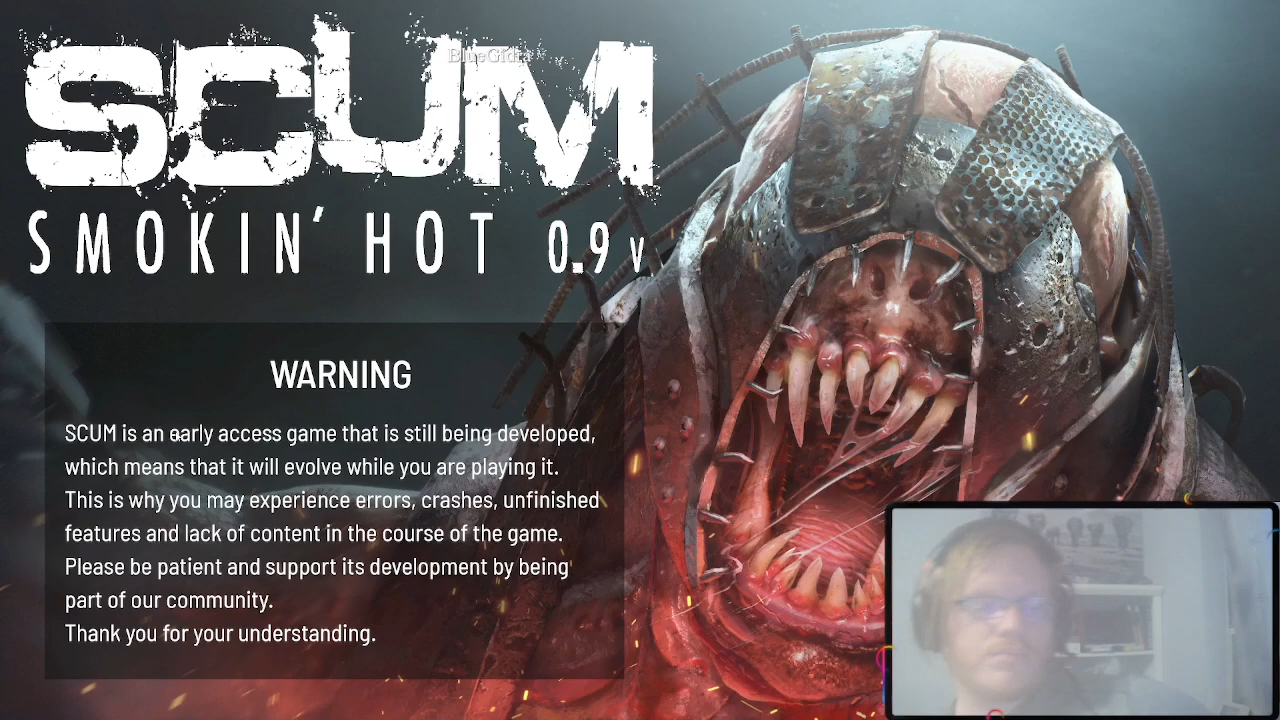 SCUM
BlueGidi
SMOKIN' HOT 0.9 v
WARNING
SCUM is an early access game that is still being developed,
which means that it will evolve while you are playing it.
This is why you may experience errors, crashes, unfinished
features and lack of content in the course of the game.
Please be patient and support its development by being
part of our community.
Thank you for your understanding.